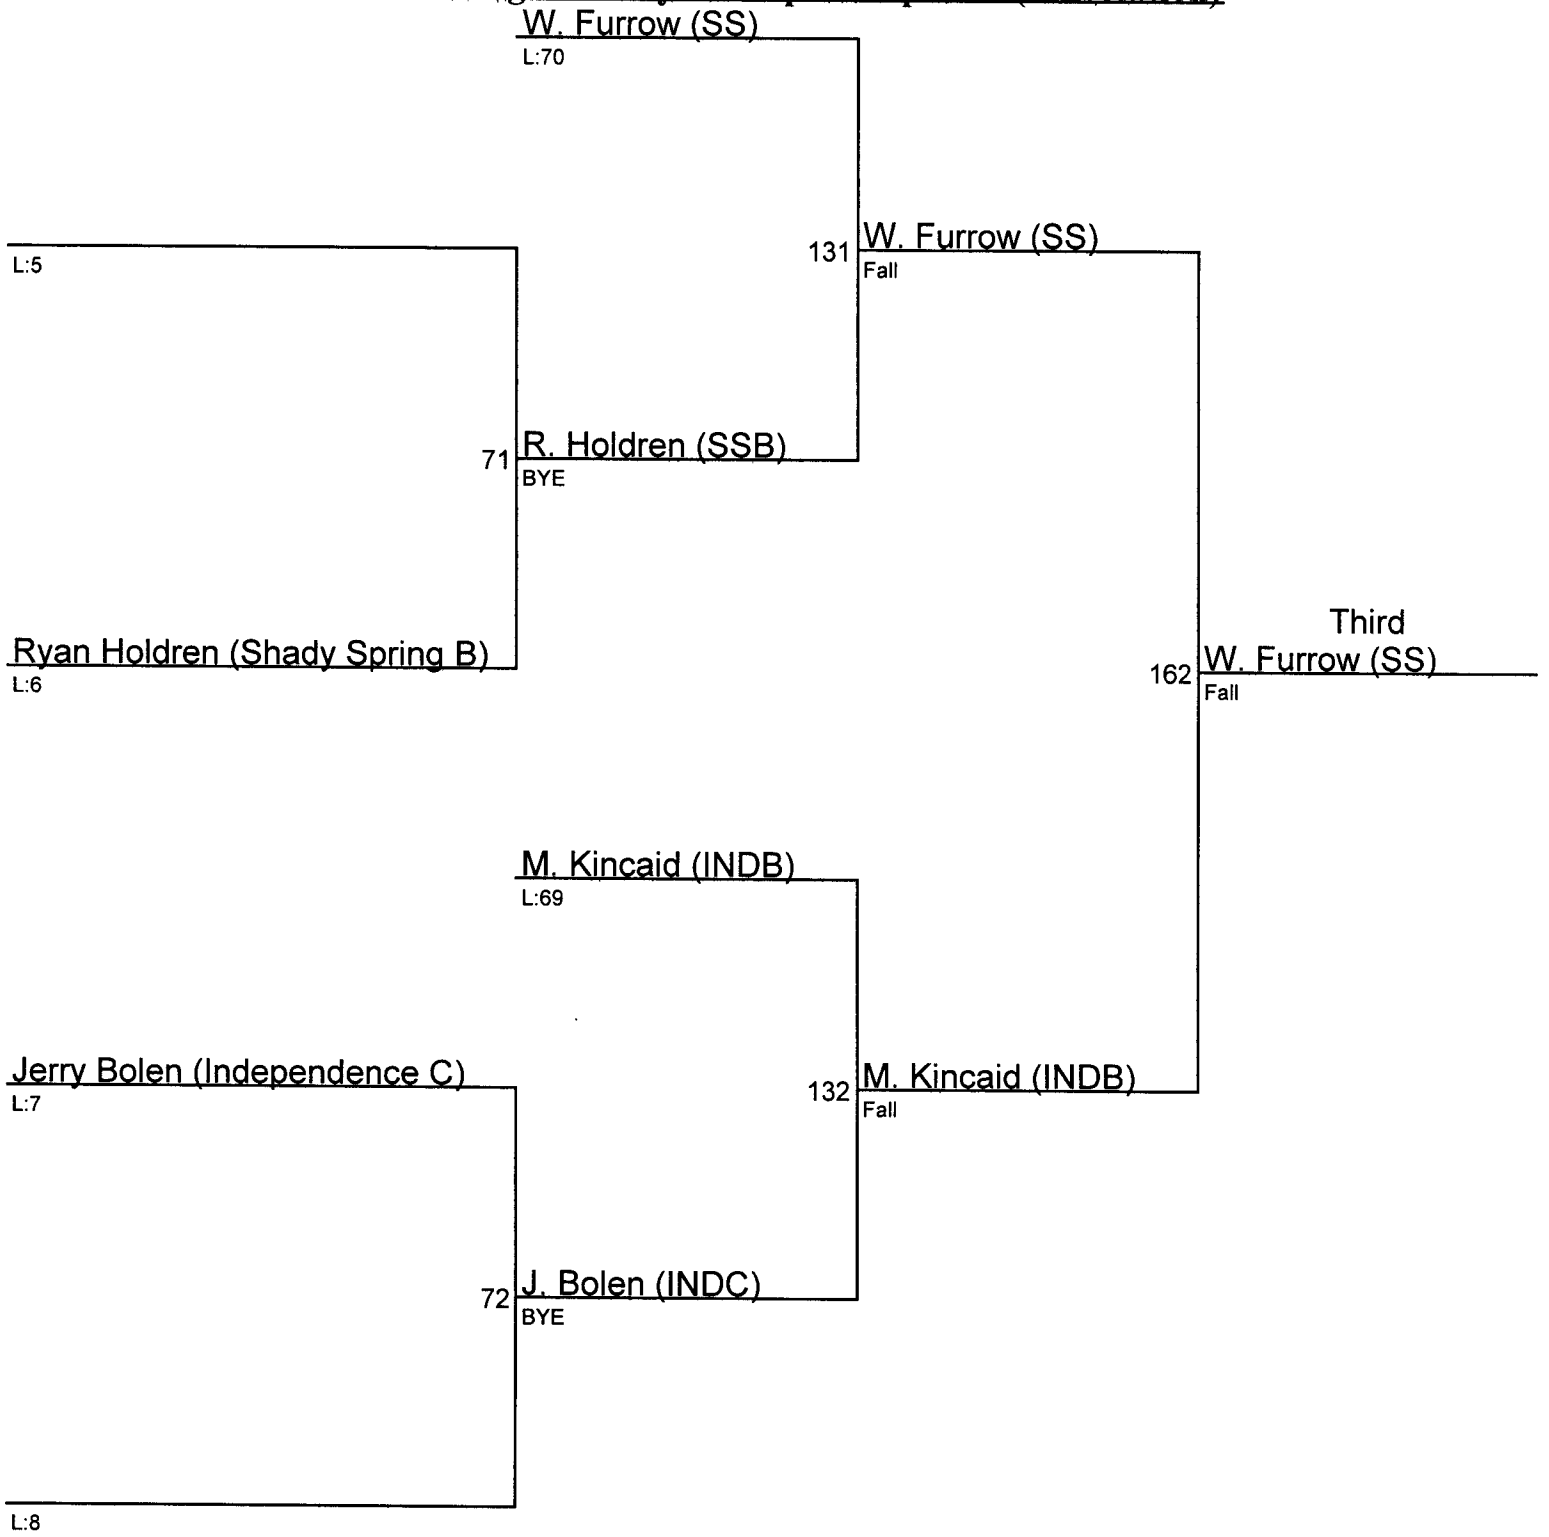 W. Furrow (SS)
L:70
L:5
131
W. Furrow (SS)
Fall
71
R. Holdren (SSB)
BYE
Ryan Holdren (Shady Spring B)
L:6
Third
162
W. Furrow (SS)
Fall
M. Kincaid (INDB)
L:69
Jerry Bolen (Independence C)
L:7
132
M. Kincaid (INDB)
Fall
72
J. Bolen (INDC)
BYE
L:8